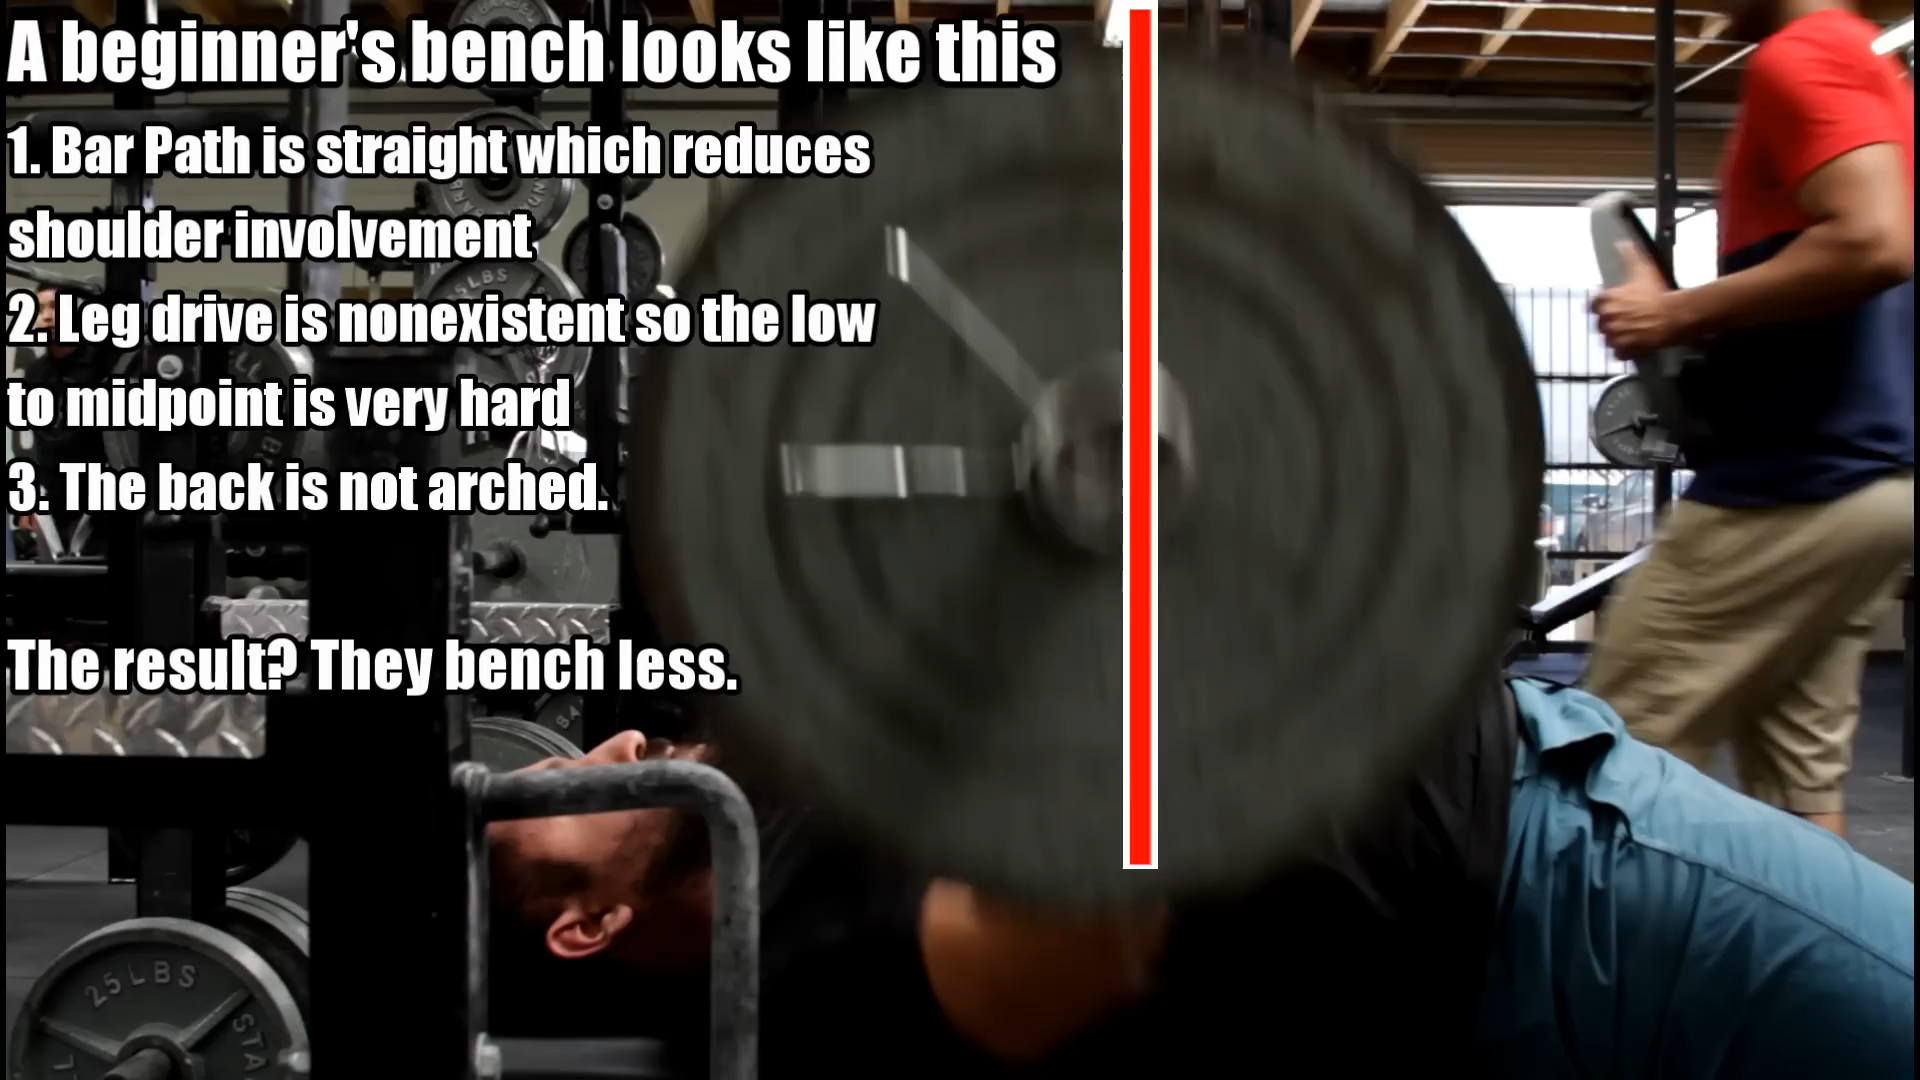 A beginner's bench looks like this
1. Bar Path is straight which reduces
shoulder involvement
2. Leg drive is nonexistent so the low
to midpoint is very hard
3. The back is not arched.
The result? They bench less.
25 LBS